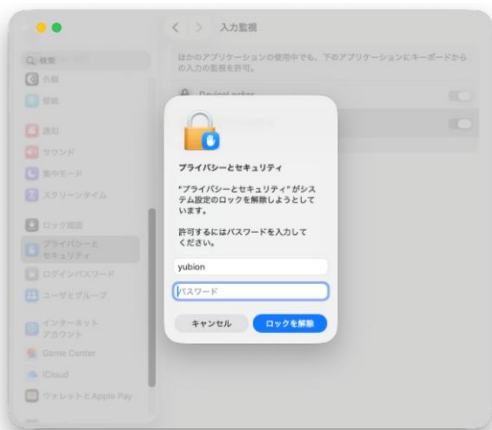 入力監視
検索
ほかのアプリケーションの使用中でも、下のアプリケーションにキーボードから
の入力の監視を許可。
外観
壁紙
通知
サウンド
集中モード
スクリーンタイム
ロック画面
プライバシーと
セキュリティ
ログインパスワード
ユーザとグループ
インターネット
アカウント
Game Center
iCloud
ウォレットとApple Pay
プライバシーとセキュリティ
"プライバシーとセキュリティ"がシス
テム設定のロックを解除しようとして
います。
許可するにはパスワードを入力して
ください。
yubion
パスワード
キャンセル
ロックを解除